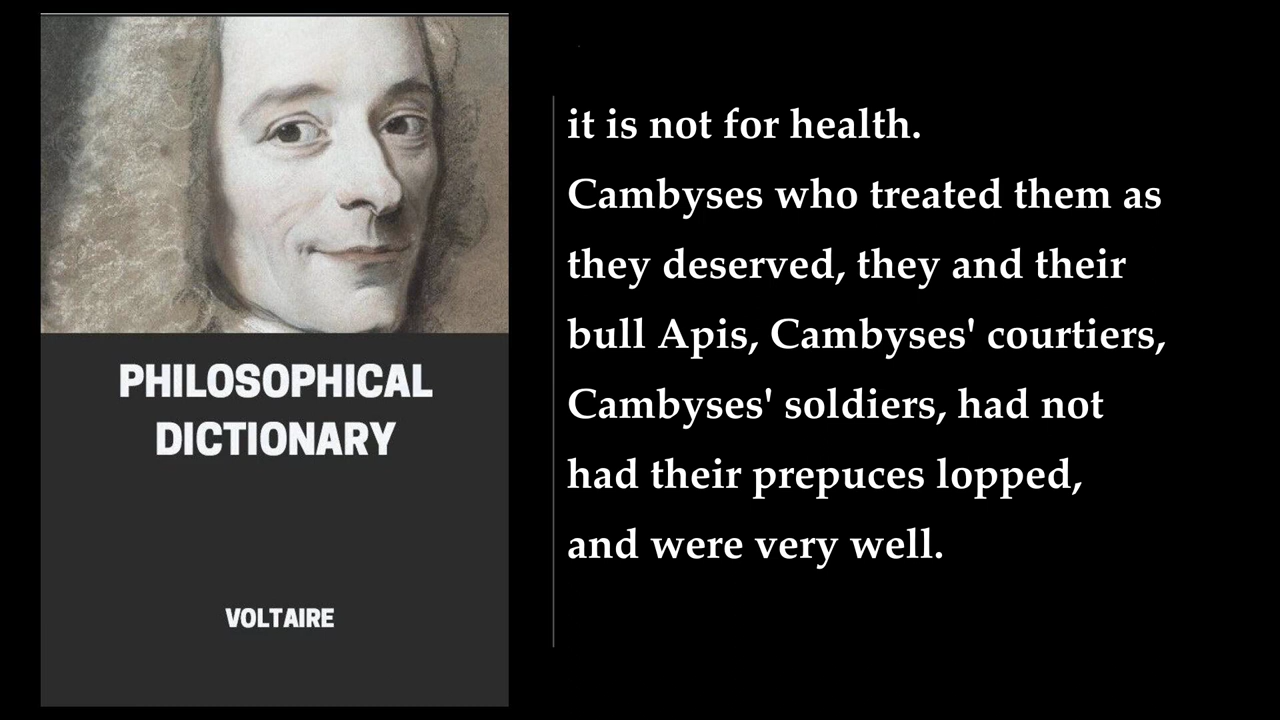 PHILOSOPHICAL
DICTIONARY
VOLTAIRE
it is not for health.
Cambyses who treated them as
they deserved, they and their
bull Apis, Cambyses' courtiers,
Cambyses' soldiers, had not
had their prepuces lopped,
and were very well.